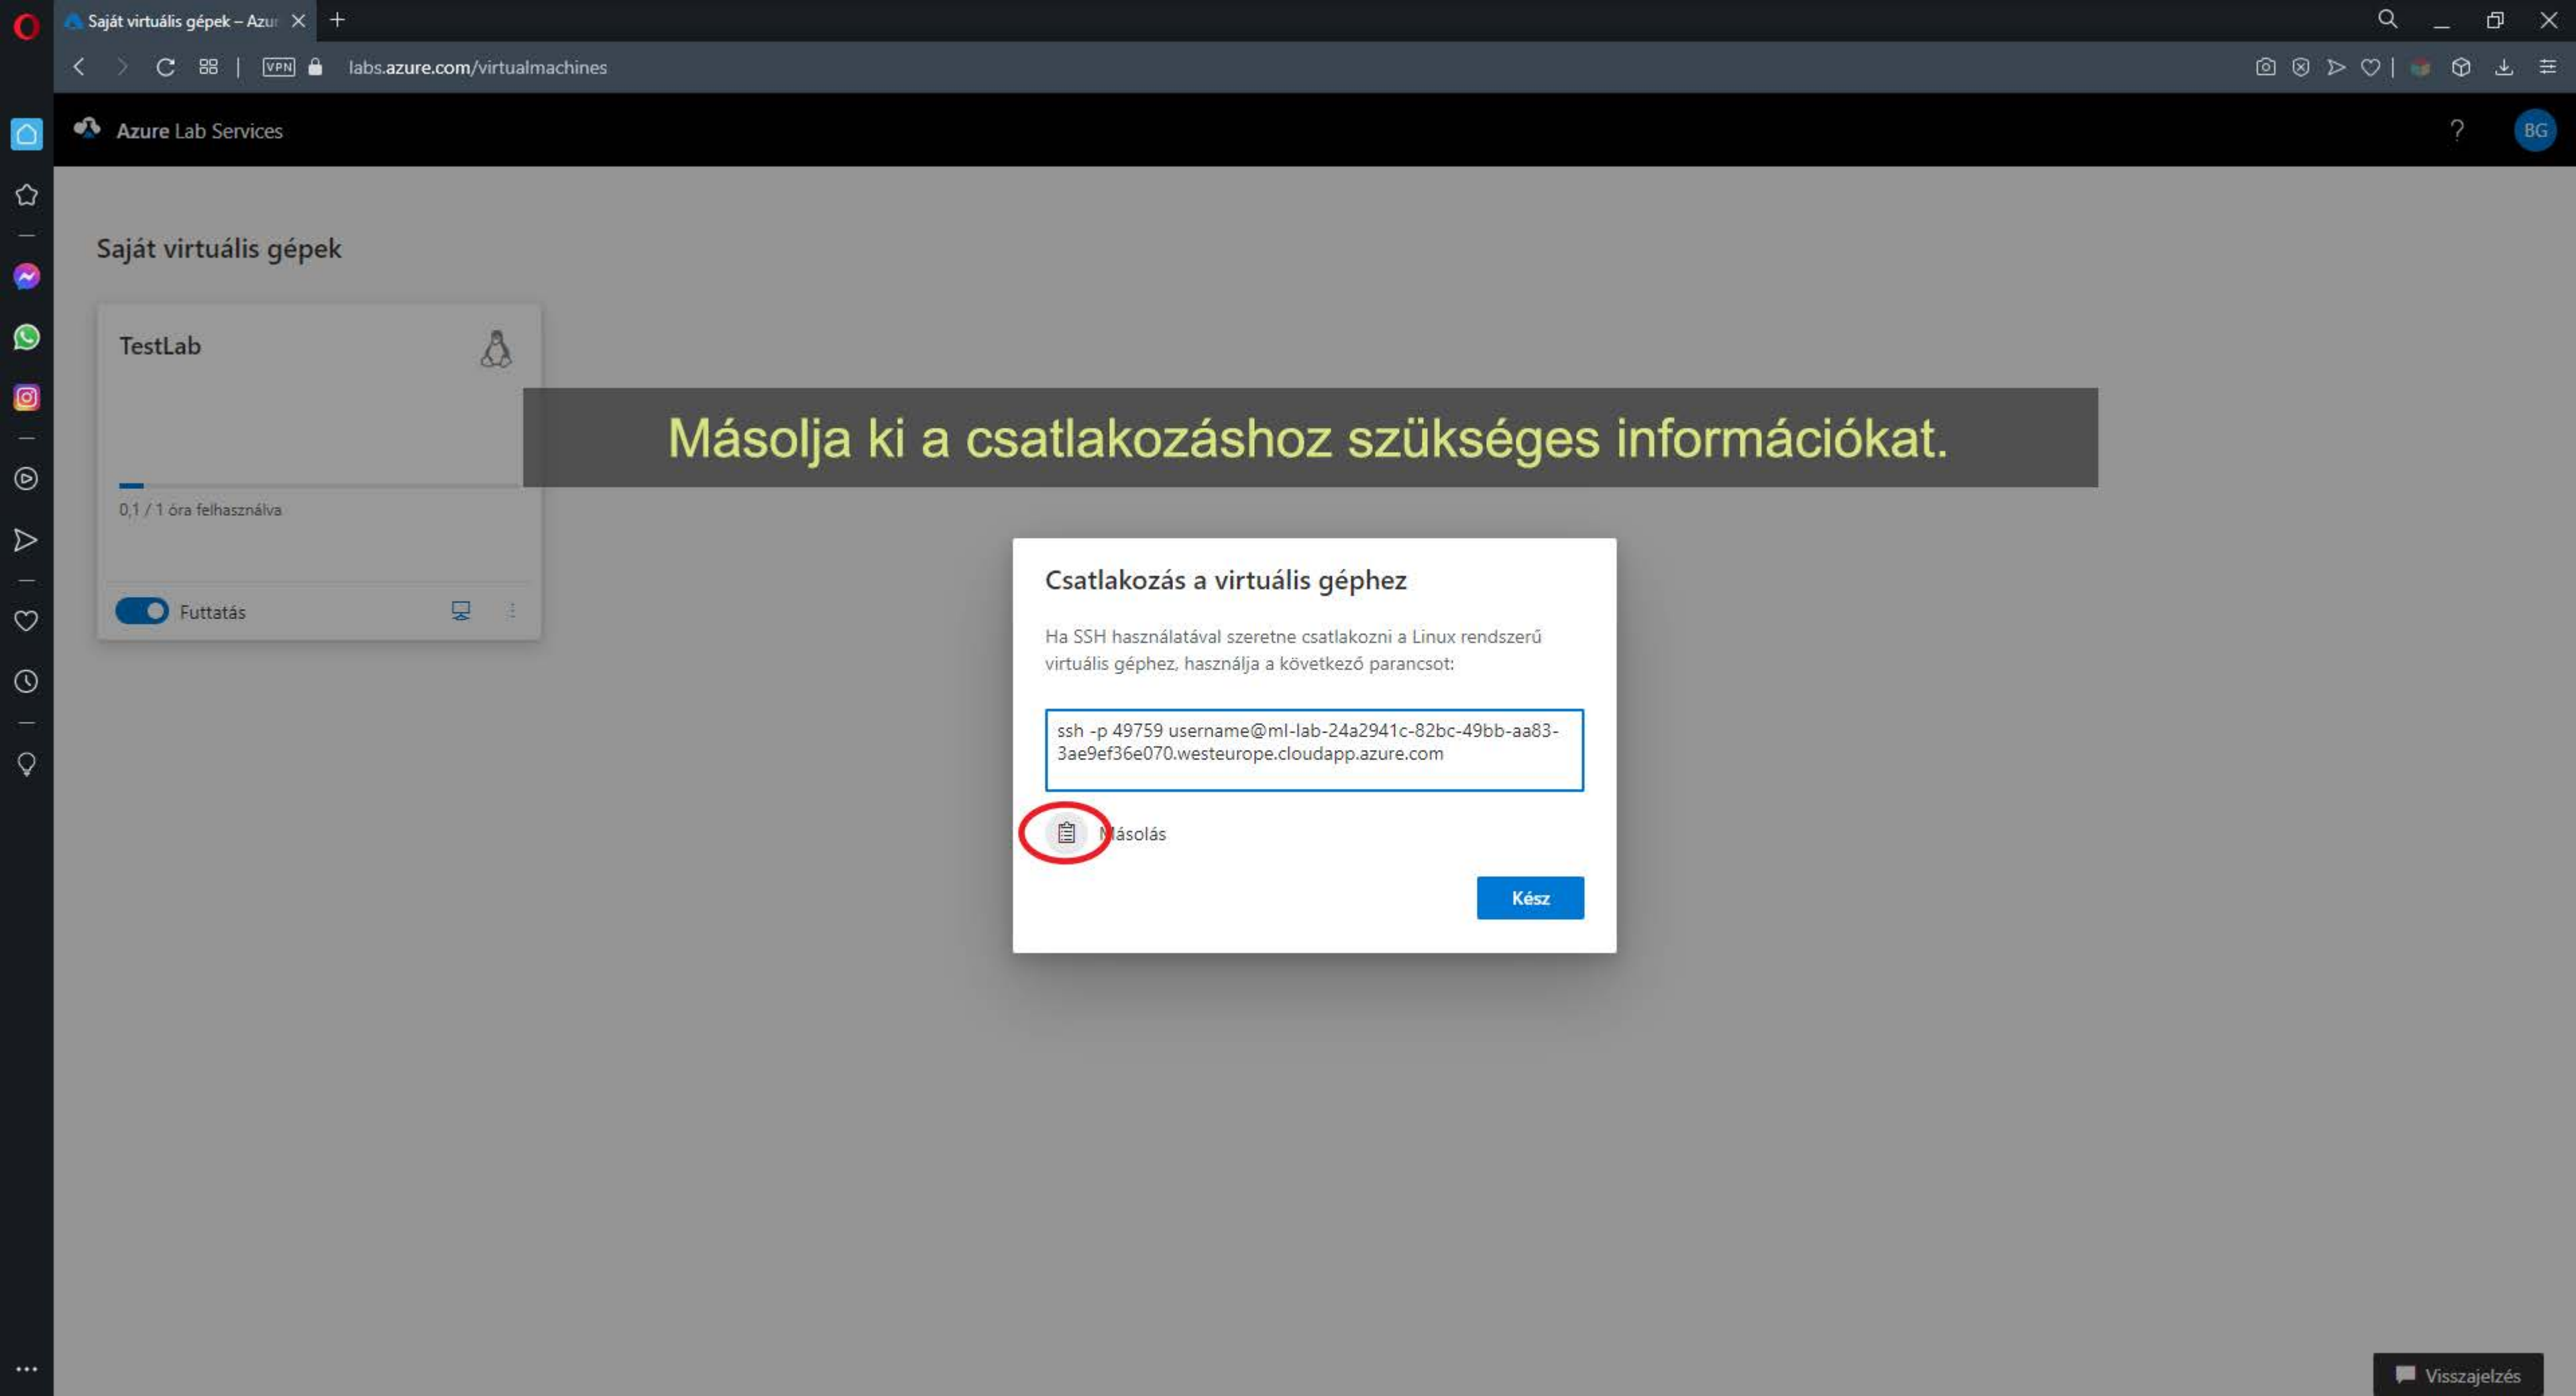 Saját virtuális gépek – Azur
VPN
labs.azure.com/virtualmachines
Azure Lab Services
?
BG
Saját virtuális gépek
TestLab
Másolja ki a csatlakozáshoz szükséges információkat.
0,1 / 1 óra felhasználva
Futtatás
Csatlakozás a virtuális géphez
Ha SSH használatával szeretne csatlakozni a Linux rendszerű
virtuális géphez, használja a következő parancsot:
ssh -p 49759 username@ml-lab-24a2941c-82bc-49bb-aa83-
3ae9ef36e070.westeurope.cloudapp.azure.com
Másolás
Kész
Visszajelzés